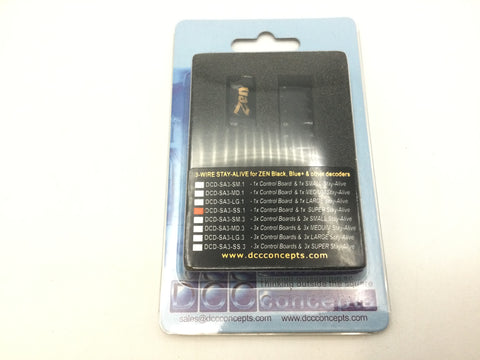 Zen
3-WIRE STAY-ALIVE for ZEN Black, Blue+ & other decoders
DCD-SA3-SM.1 - 1x Control Board & 1x SMALL Stay-Alive
DCD-SA3-MD.1 - 1x Control Board & 1x MEDIUM Stay-Alive
DCD-SA3-LG.1 - 1x Control Board & 1x LARGE Stay-Alive
DCD-SA3-SS.1 - 1x Control Board & 1x SUPER Stay-Alive
DCD-SA3-SM.3 - 3x Control Boards & 3x SMALL Stay-Alive
DCD-SA3-MD.3 - 3x Control Boards & 3x MEDIUM Stay-Alive
DCD-SA3-LG.3 - 3x Control Boards & 3x LARGE Stay-Alive
DCD-SA3-SS.3 - 3x Control Boards & 3x SUPER Stay-Alive
www.dccconcepts.com
Thinking outside the square
DCC
concepts
sales@dccconcepts.com www.dccconcepts.com